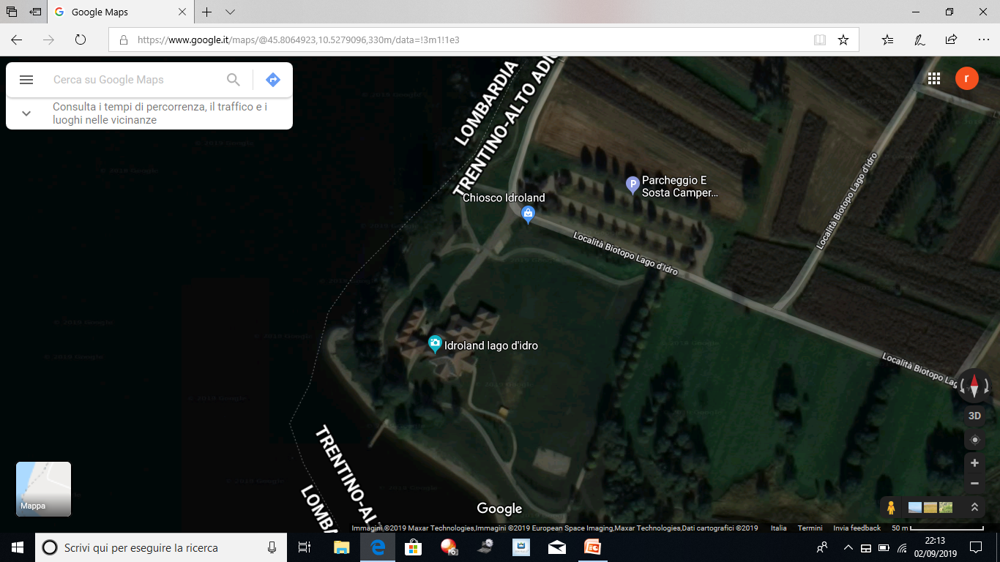 Google Maps
https://www.google.it/maps/@45.8064923,10.5279096,330m/data=!3m1!1e3
Cerca su Google Maps
r
Consulta i tempi di percorrenza, il traffico e i
luoghi nelle vicinanze
LOMBARDIA
TRENTINO-ALTO ADIG
Chiosco Idroland
P
Parcheggio E
Sosta Camper...
Località Biotopo Lago d'Idro
Località Biotopo Lago d'Idro
Idroland lago d'idro
Località Biotopo Lag
3D
TRENTINO-AL
LOMBA
Mappa
Google
Immagini ©2019 Maxar Technologies,Immagini ©2019 European Space Imaging,Maxar Technologies,Dati cartografici ©2019
Italia
Termini
Invia feedback
50 m
Scrivi qui per eseguire la ricerca
22:13
02/09/2019